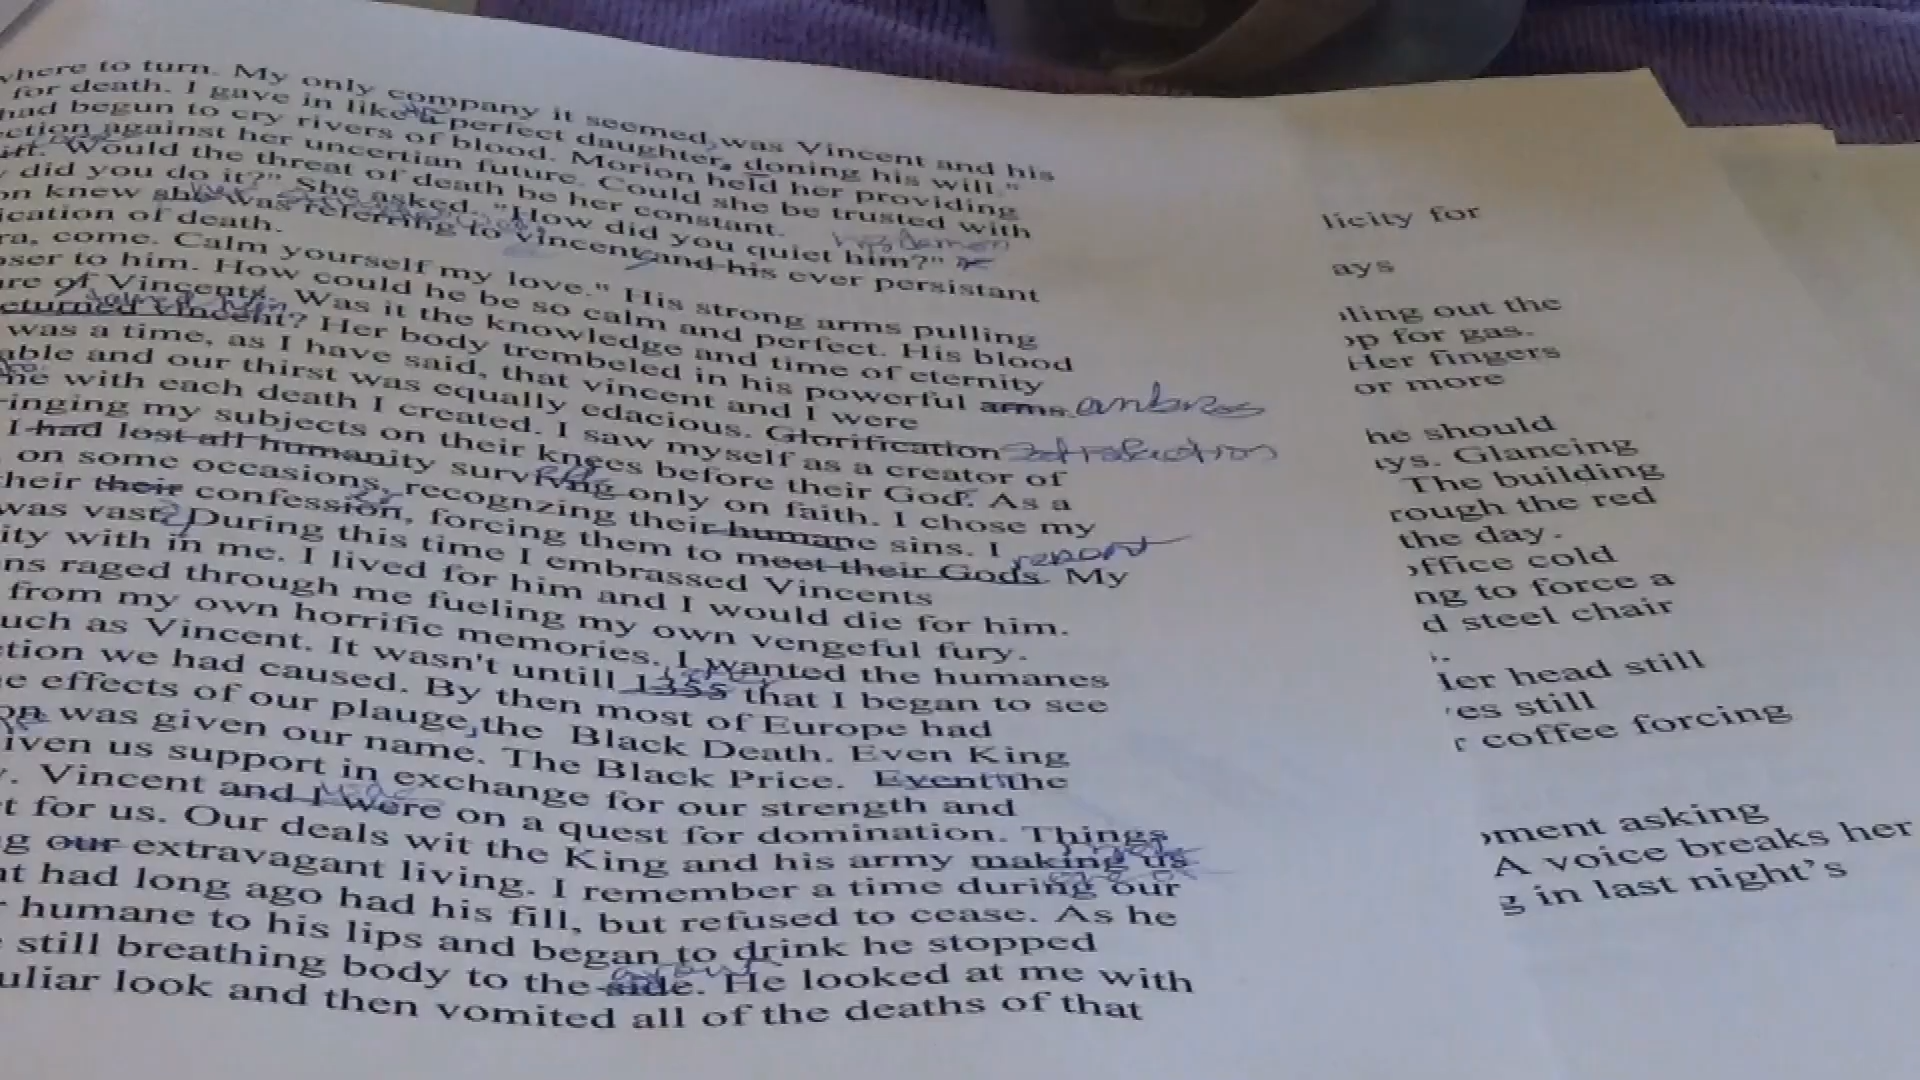 where to turn. My only company it seemed, was Vincent and his
for death. I gave in like a perfect daughter, doning his will."
had begun to cry rivers of blood. Morion held her providing
ction against her uncertian future. Could she be trusted with
Would the threat of death be her constant.
did you do it?" She asked. "How did you quiet him?"
on knew she was referring to Vincent and his ever persistant
ication of death.
ra, come. Calm yourself my love." His strong arms pulling
oser to him. How could he be so calm and perfect. His blood
are of Vincent. Was it the knowledge and time of eternity
eturned Vincent? Her body trembeled in his powerful arms.
was a time, as I have said, that vincent and I were
able and our thirst was equally edacious. Glorification
me with each death I created. I saw myself as a creator of
inging my subjects on their knees before their God. As a
I had lost all humanity surviving only on faith. I chose my
on some occasions, recognzing their humane sins. I
heir their confession, forcing them to meet their Gods. My
repent
was vast. During this time I embrassed Vincents
ity with in me. I lived for him and I would die for him.
ns raged through me fueling my own vengeful fury.
from my own horrific memories. I wanted the humanes
uch as Vincent. It wasn't untill 1355 that I began to see
ction we had caused. By then most of Europe had
e effects of our plauge, the Black Death. Even King
on was given our name. The Black Price. Event the
iven us support in exchange for our strength and
. Vincent and I were on a quest for domination. Things
t for us. Our deals wit the King and his army making us
g our extravagant living. I remember a time during our
nt had long ago had his fill, but refused to cease. As he
humane to his lips and began to drink he stopped
still breathing body to the side. He looked at me with
uliar look and then vomited all of the deaths of that
licity for
ays
ling out the
op for gas.
Her fingers
or more
he should
ys. Glancing
The building
rough the red
the day.
office cold
ng to force a
d steel chair
ler head still
es still
r coffee forcing
oment asking
A voice breaks her
g in last night's